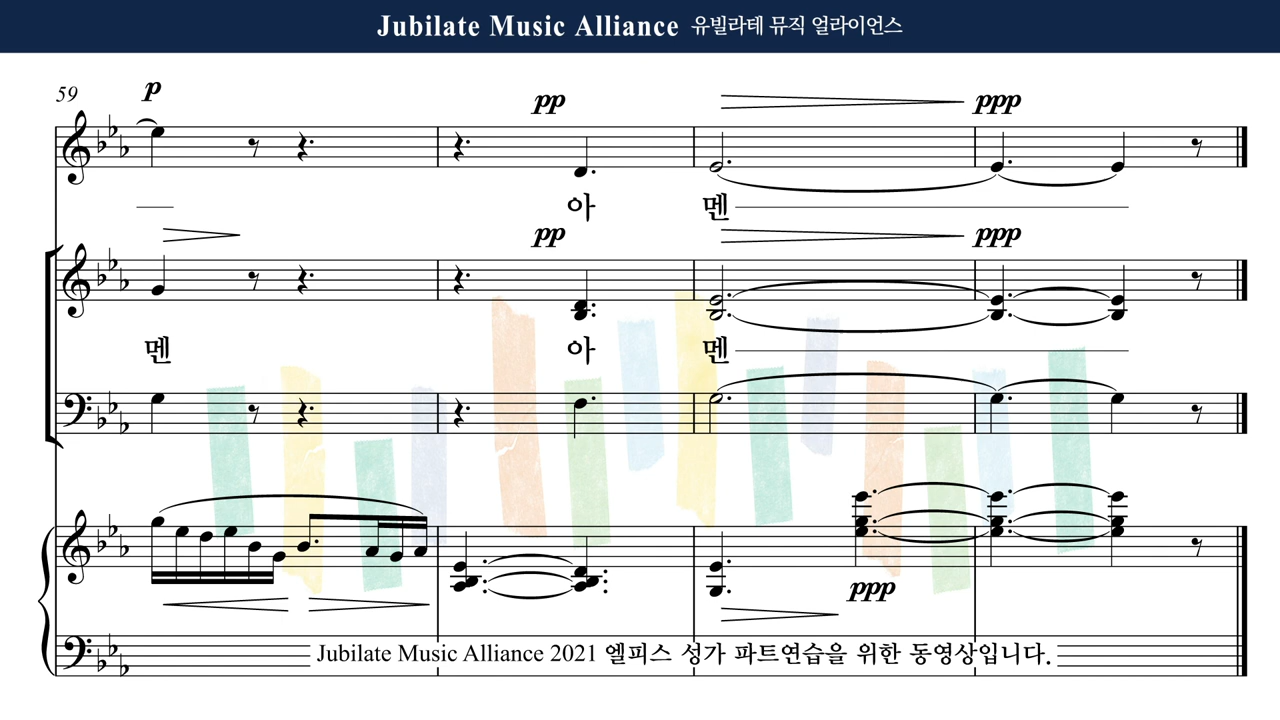 Jubilate Music Alliance 유빌라테 뮤직 얼라이언스
59
p
pp
ppp
아 멘
pp
ppp
멘 아 멘
ppp
Jubilate Music Alliance 2021 엘피스 성가 파트연습을 위한 동영상입니다.